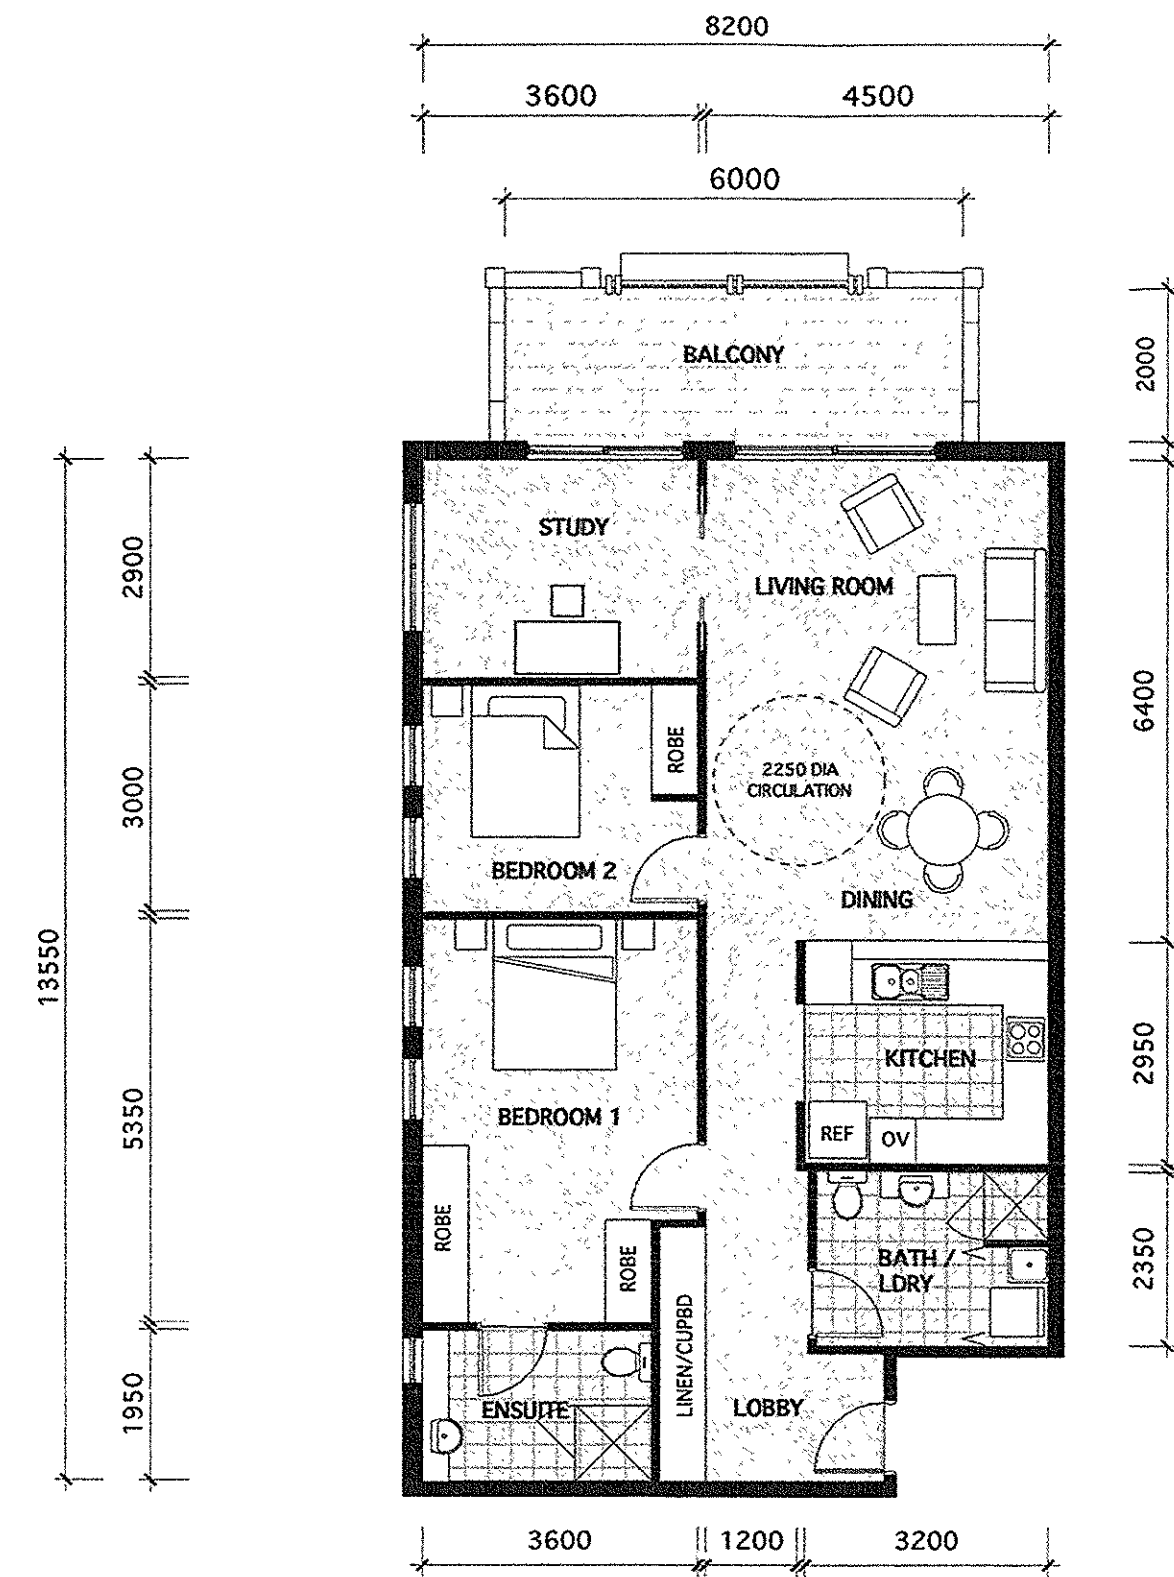 8200
3600
4500
6000
BALCONY
2000
STUDY
2900
LIVING ROOM
6400
ROBE
2250 DIA
CIRCULATION
3000
BEDROOM 2
DINING
13550
KITCHEN
2950
BEDROOM 1
5350
REF
OV
ROBE
ROBE
BATH /
LDRY
2350
LINEN/CUPBD
ENSUITE
LOBBY
1950
3600
1200
3200